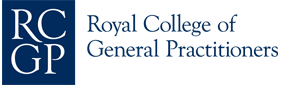 RC
GP
Royal College of
General Practitioners